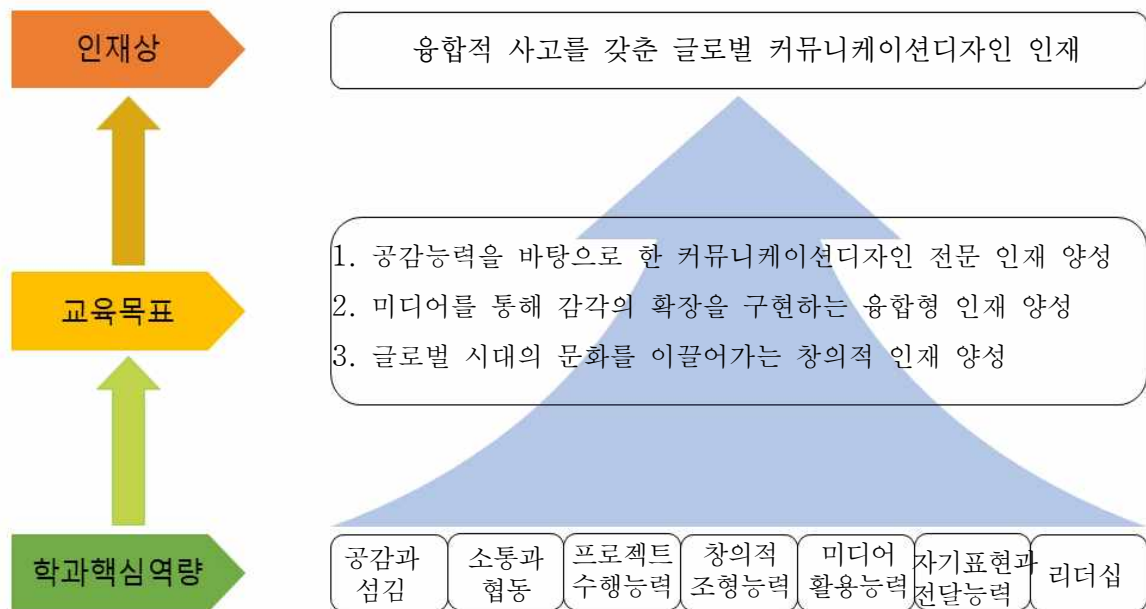 인재상
융합적 사고를 갖춘 글로벌 커뮤니케이션디자인 인재
교육목표
1. 공감능력을 바탕으로 한 커뮤니케이션디자인 전문 인재 양성
2. 미디어를 통해 감각의 확장을 구현하는 융합형 인재 양성
3. 글로벌 시대의 문화를 이끌어가는 창의적 인재 양성
학과핵심역량
공감과
섬김
소통과
협동
프로젝트
수행능력
창의적
조형능력
미디어
활용능력
자기표현과
전달능력
리더십